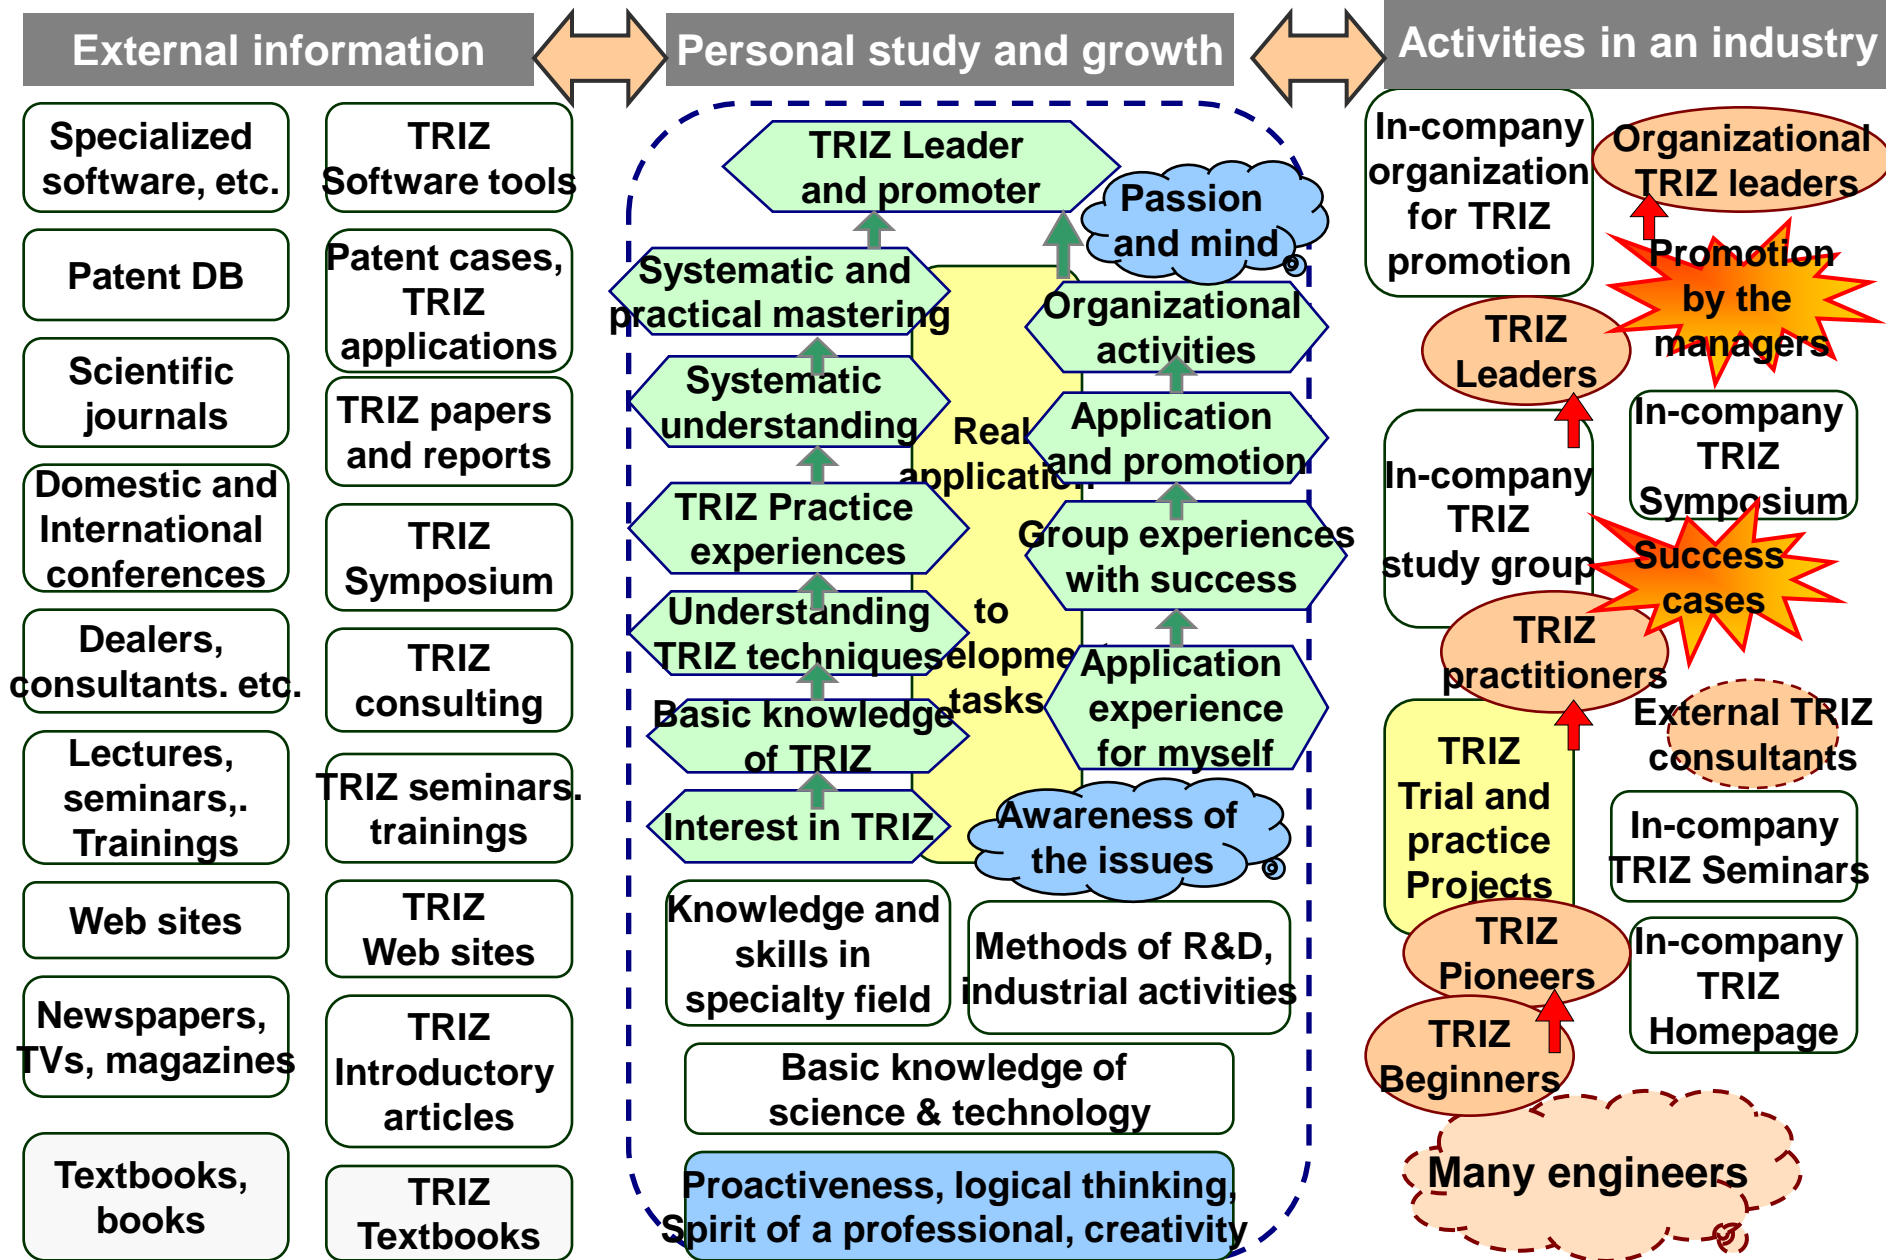 External information
Personal study and growth
Activities in an industry
Specialized
software, etc.
Patent DB
Scientific
journals
Domestic and
International
conferences
Dealers,
consultants. etc.
Lectures,
seminars,.
Trainings
Web sites
Newspapers,
TVs, magazines
Textbooks,
books
TRIZ
Software tools
Patent cases,
TRIZ
applications
TRIZ papers
and reports
TRIZ
Symposium
TRIZ
consulting
TRIZ seminars.
trainings
TRIZ
Web sites
TRIZ
Introductory
articles
TRIZ
Textbooks
TRIZ Leader
and promoter
Passion
and mind
Systematic and
practical mastering
Systematic
understanding
TRIZ Practice
experiences
Understanding
TRIZ techniques
Basic knowledge
of TRIZ
Interest in TRIZ
Real
application
to
elopme
tasks
Organizational
activities
Application
and promotion
Group experiences
with success
Application
experience
for myself
Awareness of
the issues
Knowledge and
skills in
specialty field
Methods of R&D,
industrial activities
Basic knowledge of
science & technology
Proactiveness, logical thinking,
Spirit of a professional, creativity
In-company
organization
for TRIZ
promotion
Organizational
TRIZ leaders
Promotion
by the
managers
TRIZ
Leaders
In-company
TRIZ
Symposium
In-company
TRIZ
study group
Success
cases
TRIZ
practitioners
External TRIZ
consultants
TRIZ
Trial and
practice
Projects
In-company
TRIZ Seminars
TRIZ
Pioneers
In-company
TRIZ
Homepage
TRIZ
Beginners
Many engineers